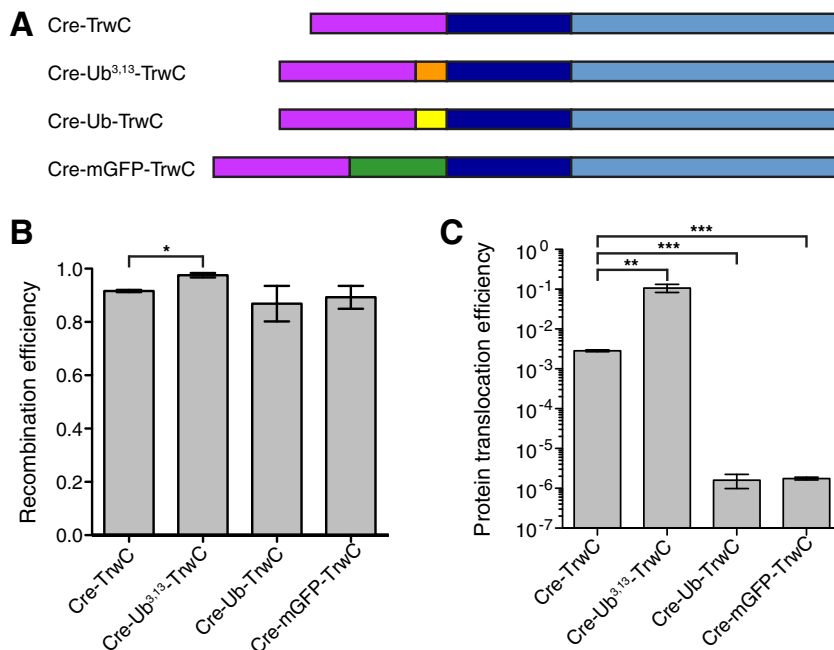 A
Cre-TrwC
Cre-Ub3,13-TrwC
Cre-Ub-TrwC
Cre-mGFP-TrwC
B
*
Recombination efficiency
1.0
0.8
0.6
0.4
0.2
0.0
Cre-TrwC
Cre-Ub3,13-TrwC
Cre-Ub-TrwC
Cre-mGFP-TrwC
C
***
***
**
Protein translocation efficiency
10^0
10^-1
10^-2
10^-3
10^-4
10^-5
10^-6
10^-7
Cre-TrwC
Cre-Ub3,13-TrwC
Cre-Ub-TrwC
Cre-mGFP-TrwC